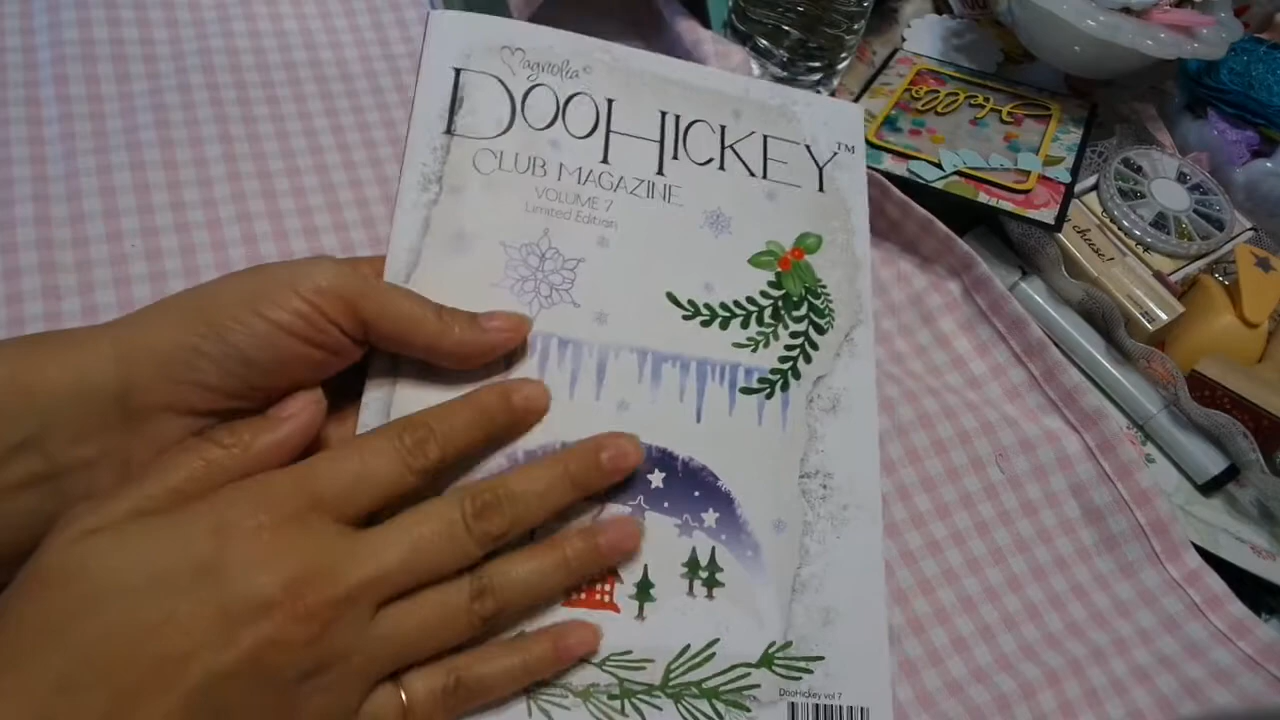 Magnolia©
DOOHICKEY™
CLUB MAGAZINE
VOLUME 7
Limited Edition
Hello
cheese!
DooHickey vol 7